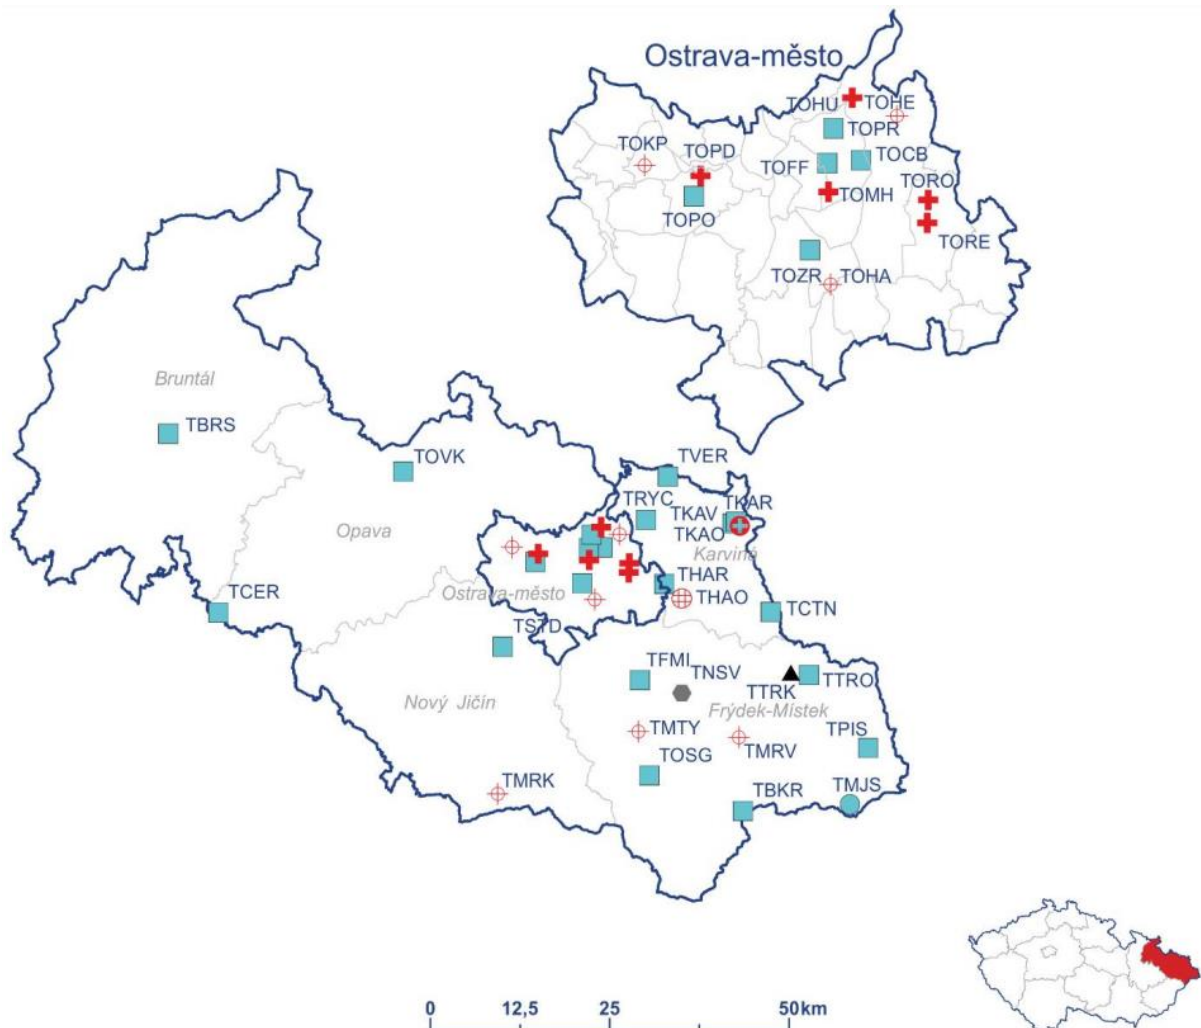 Ostrava-město
TOHU
TOHE
TOPR
TOKP
TOPD
TOFF
TOCB
TOMH
TORO
TOPO
TORE
TOZR
TOHA
Bruntál
TBRS
TOVK
TVER
TRYC
TKAV
TKAR
TKAO
Opava
Karviná
THAR
Ostrava-město
THAO
TCER
TCTN
TSTD
TFMI
TNSV
TTRK
TTRO
Nový Jičín
Frýdek-Místek
TMTY
TMRV
TPIS
TOSG
TMRK
TBKR
TMJS
0 12,5 25 50km